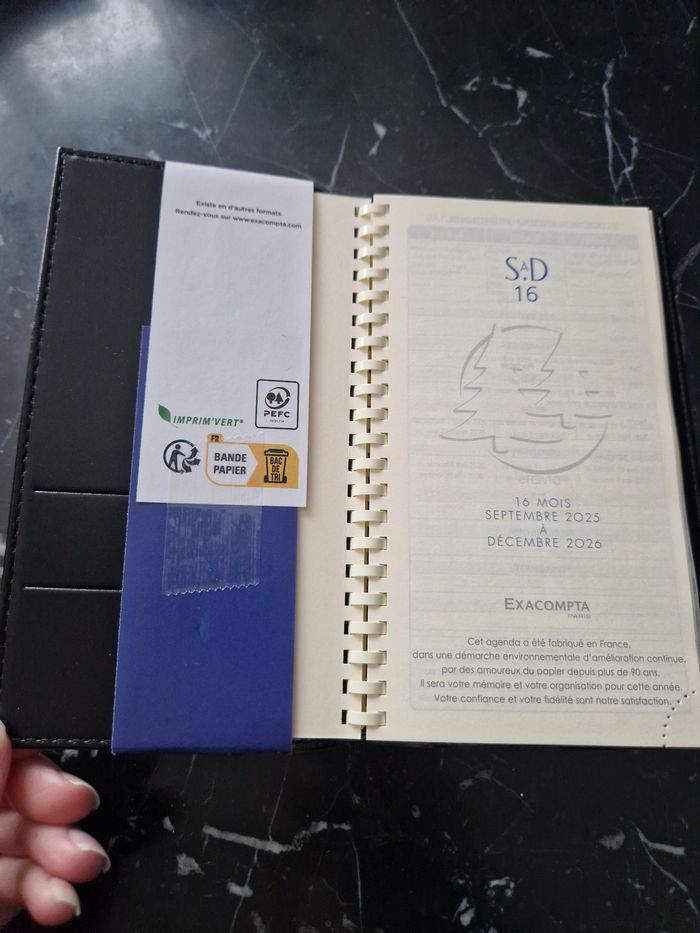 Existe en d'autres formats.
Rendez-vous sur www.exacompta.com
IMPRIM'VERT®
PEFC
FR
BANDE
PAPIER
BAC
DE
TRI
SÀD
16
16 MOIS
SEPTEMBRE 2025
À
DÉCEMBRE 2026
EXACOMPTA
PARIS
Cet agenda a été fabriqué en France,
dans une démarche environnementale d'amélioration continue,
par des amoureux du papier depuis plus de 90 ans.
Il sera votre mémoire et votre organisation pour cette année.
Votre confiance et votre fidélité sont notre satisfaction.